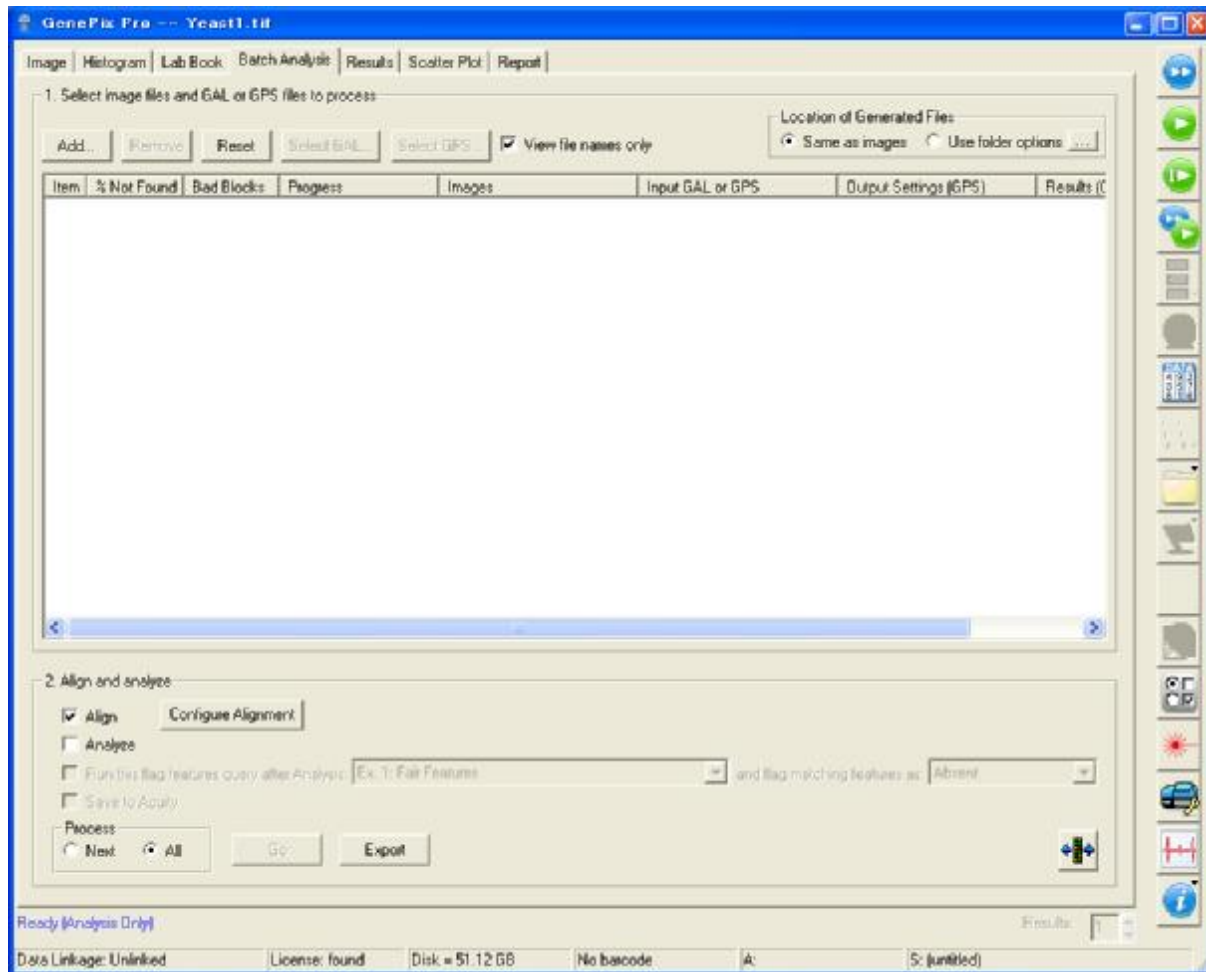 GenePix Pro -- Yeast1.tif
Image Histogram Lab Book Batch Analysis Results Scatter Plot Report
1. Select image files and GAL or GPS files to process
Location of Generated Files
Add... Remove Reset Select GAL... Select GPS... View file names only Same as images Use folder options ...
Item % Not Found Bad Blocks Progress Images Input GAL or GPS Output Settings (GPS) Results (G
2. Align and analyze
Align Configure Alignment
Analyze
Run this flag features query after Analysis: Ex. 1: Fair Features and flag matching features as: Absent
Save to Acuity
Process
Next All Go Export
Ready (Analysis Only)
Results: 1
Data Linkage: Unlinked License: found Disk = 51.12 GB No barcode A: S: (untitled)